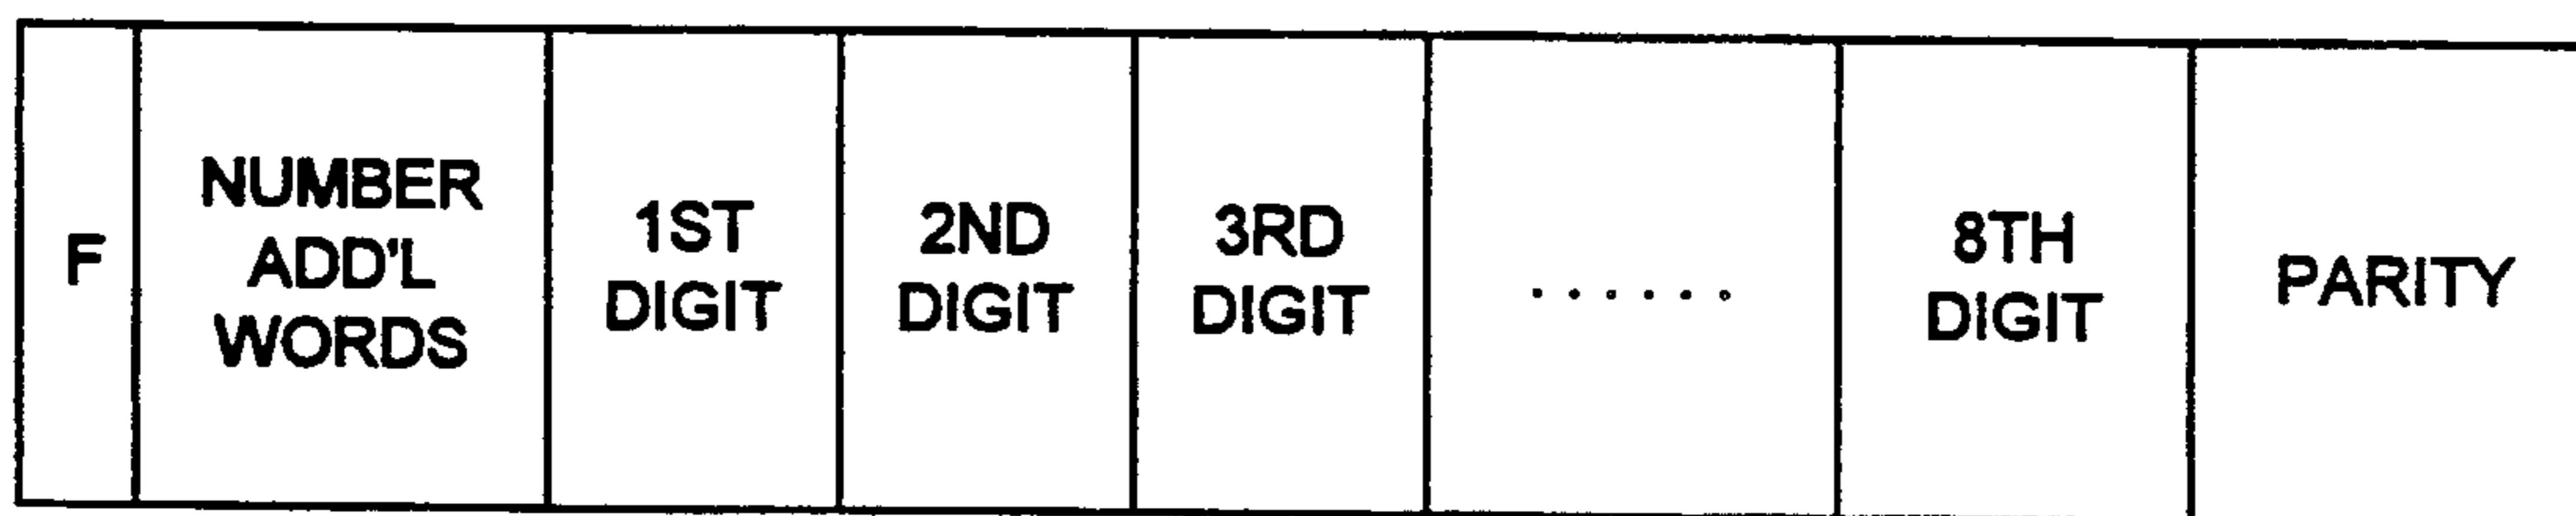 F
NUMBER
ADD'L
WORDS
1ST
DIGIT
2ND
DIGIT
3RD
DIGIT
......
8TH
DIGIT
PARITY